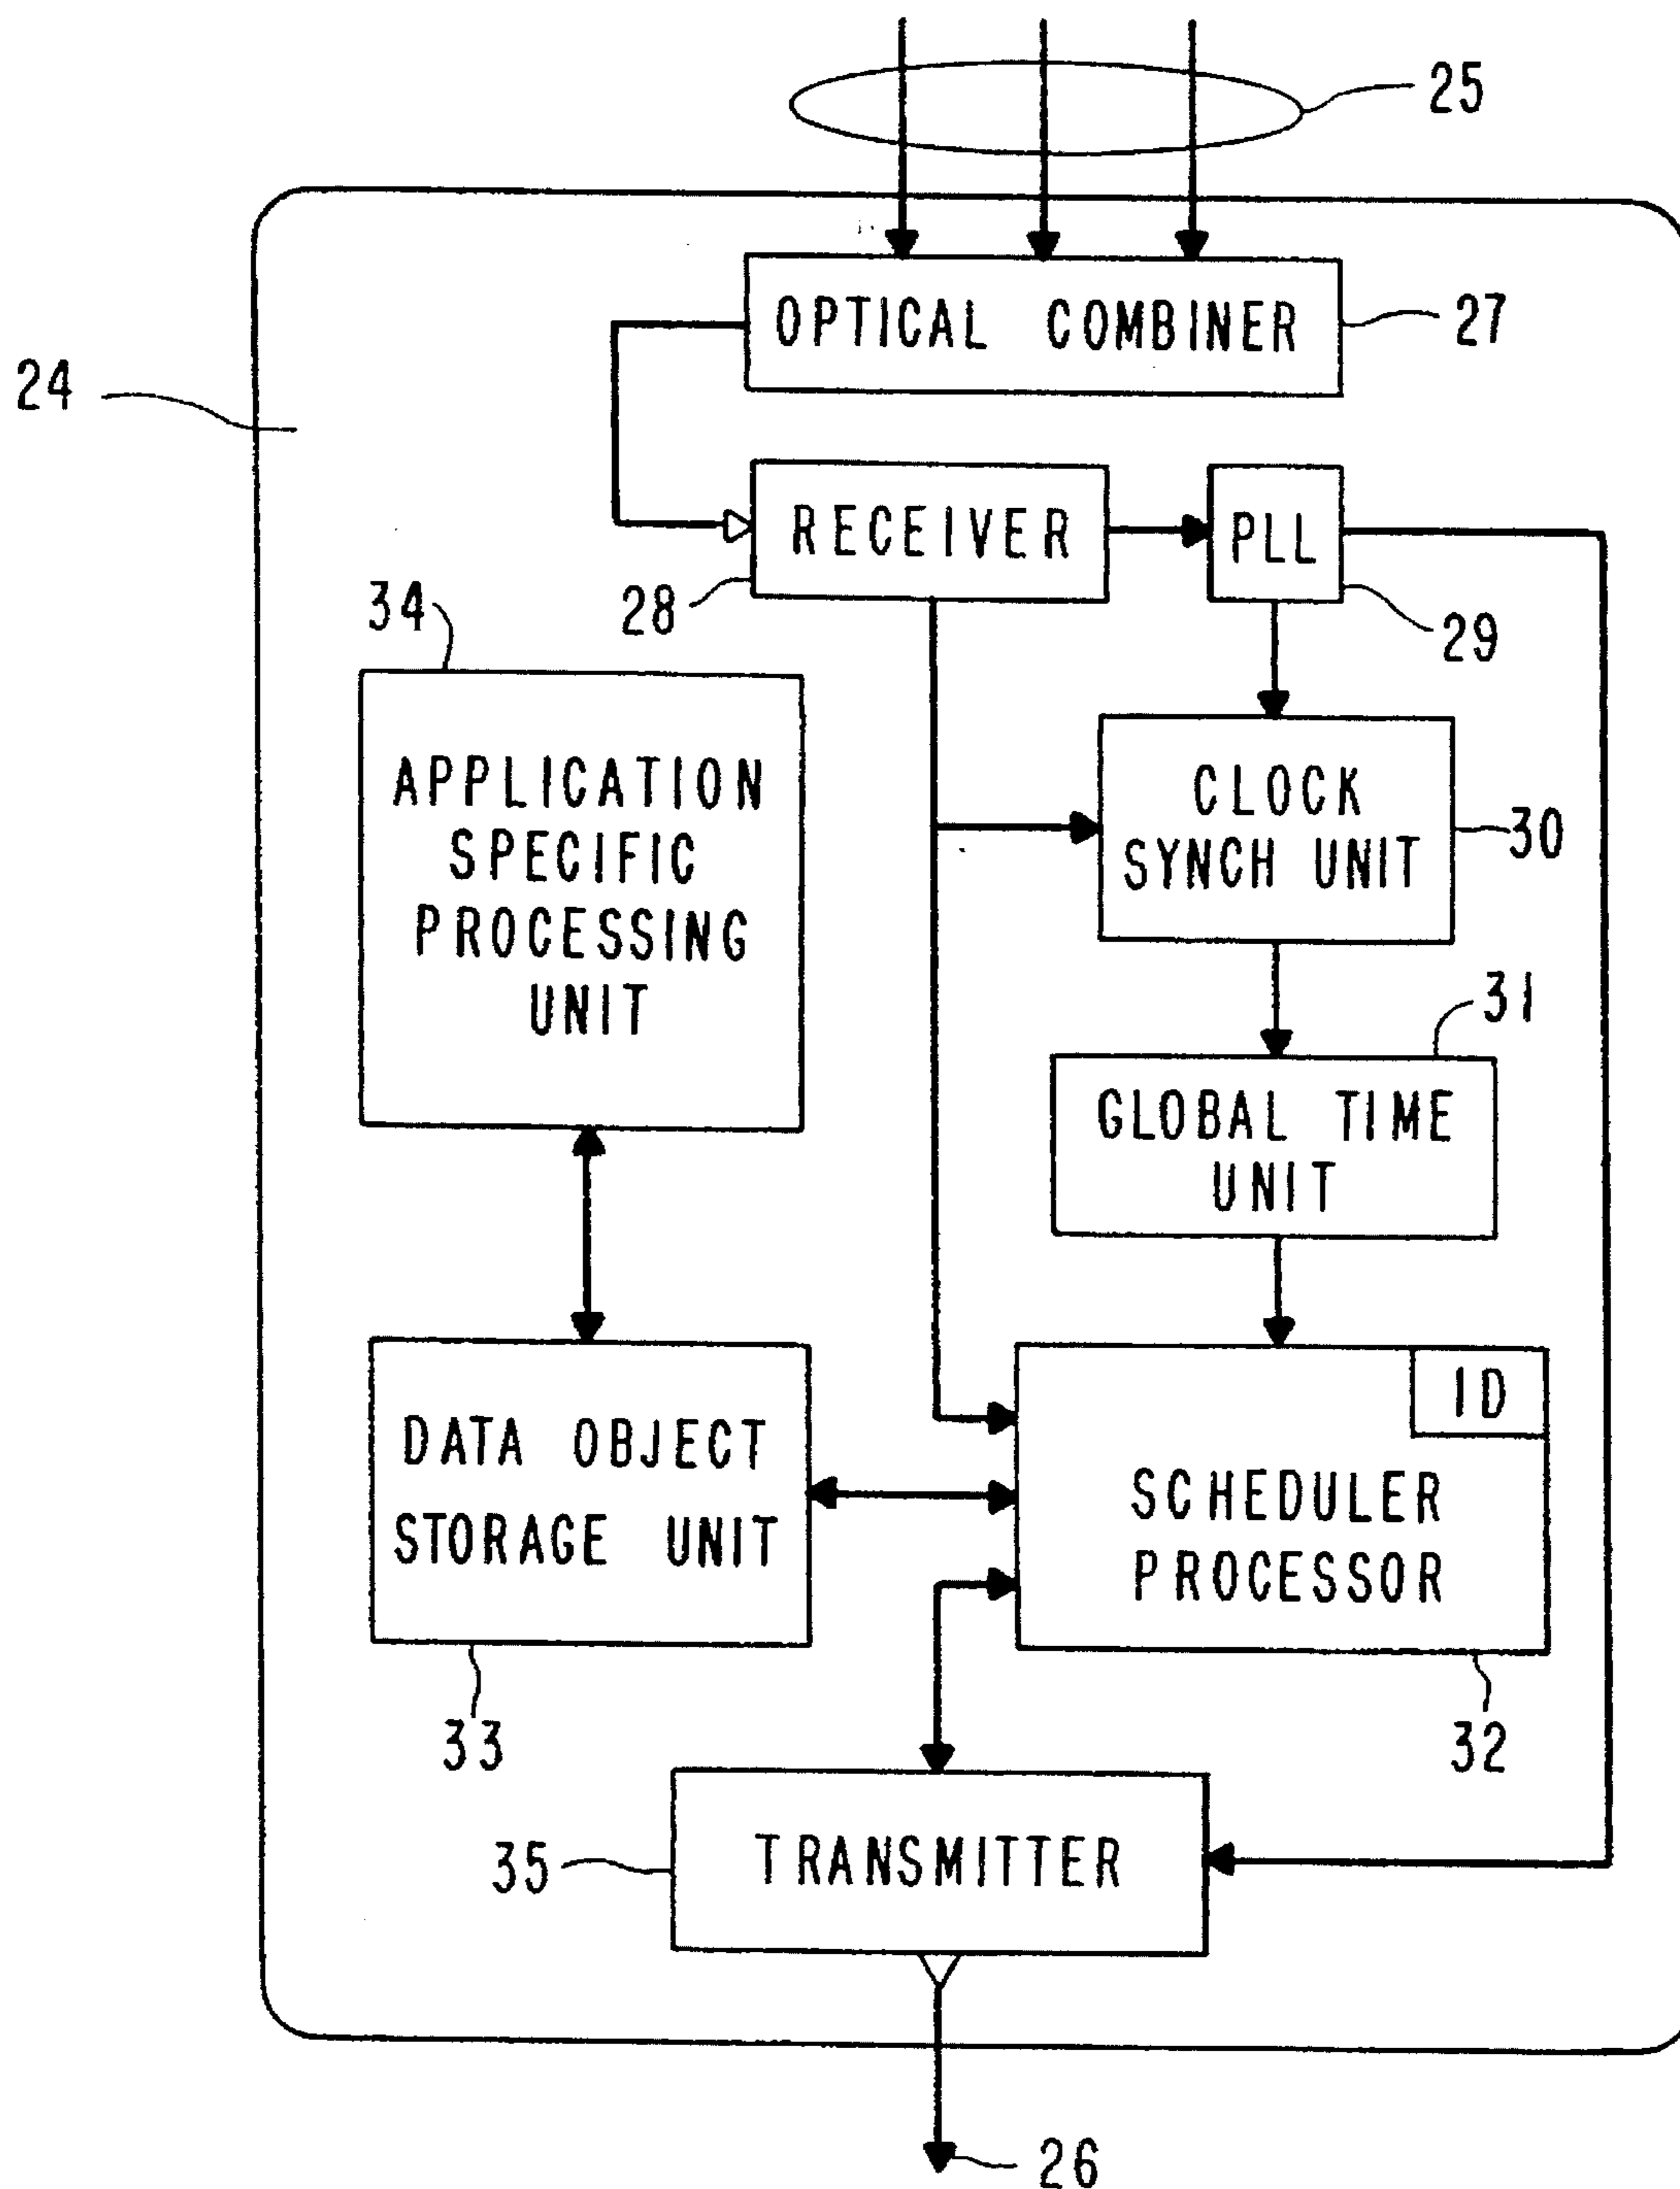 25
OPTICAL COMBINER
27
24
RECEIVER
PLL
28
29
34
APPLICATION
SPECIFIC
PROCESSING
UNIT
CLOCK
SYNCH UNIT
30
31
GLOBAL TIME
UNIT
ID
DATA OBJECT
STORAGE UNIT
SCHEDULER
PROCESSOR
33
32
35
TRANSMITTER
26